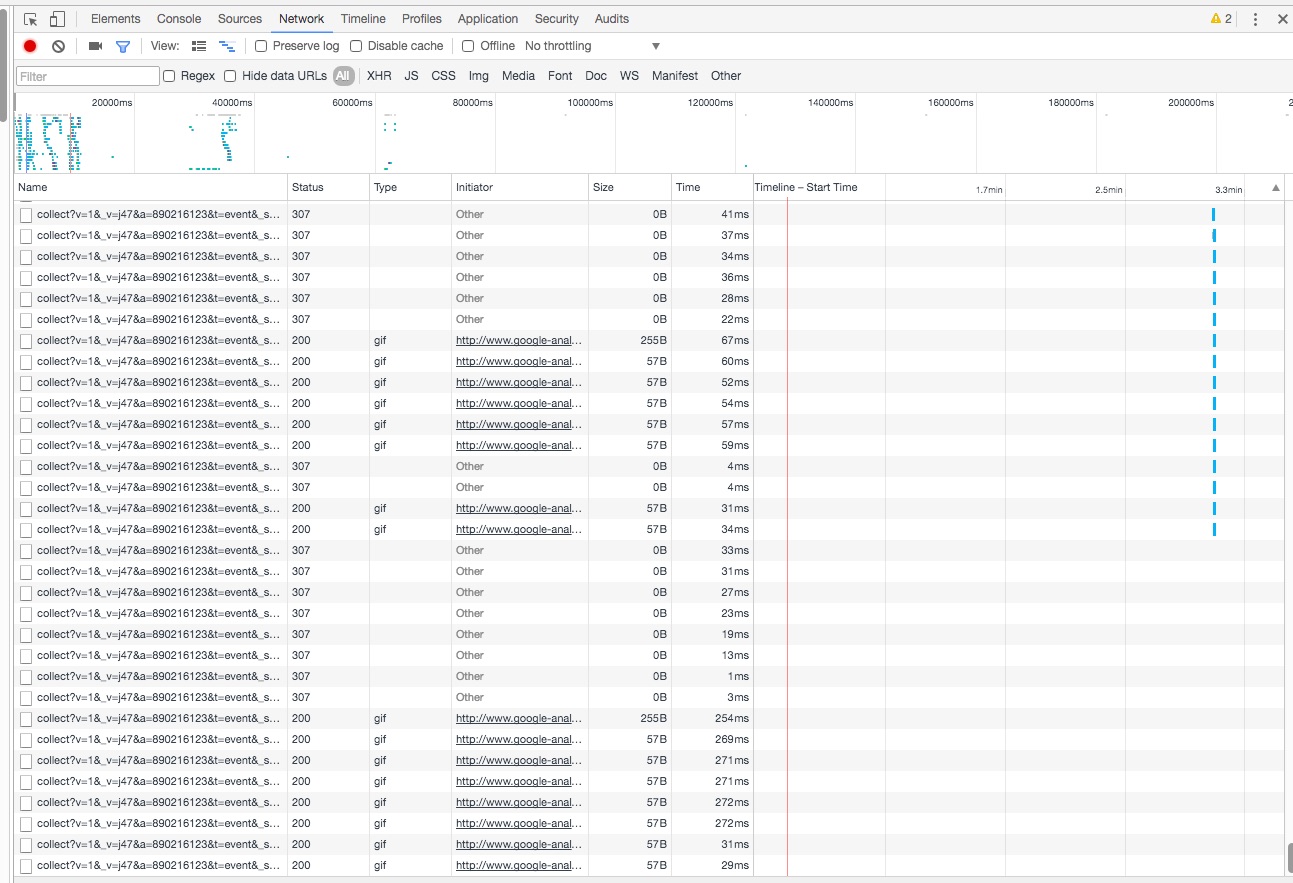 Elements Console Sources Network Timeline Profiles Application Security Audits 2
View: Preserve log Disable cache Offline No throttling
Filter Regex Hide data URLs All XHR JS CSS Img Media Font Doc WS Manifest Other
20000ms 40000ms 60000ms 80000ms 100000ms 120000ms 140000ms 160000ms 180000ms 200000ms 2
Name Status Type Initiator Size Time Timeline – Start Time 1.7min 2.5min 3.3min
collect?v=1&_v=j47&a=890216123&t=event&_s... 307 Other 0B 41ms
collect?v=1&_v=j47&a=890216123&t=event&_s... 307 Other 0B 37ms
collect?v=1&_v=j47&a=890216123&t=event&_s... 307 Other 0B 34ms
collect?v=1&_v=j47&a=890216123&t=event&_s... 307 Other 0B 36ms
collect?v=1&_v=j47&a=890216123&t=event&_s... 307 Other 0B 28ms
collect?v=1&_v=j47&a=890216123&t=event&_s... 307 Other 0B 22ms
collect?v=1&_v=j47&a=890216123&t=event&_s... 200 gif http://www.google-anal... 255B 67ms
collect?v=1&_v=j47&a=890216123&t=event&_s... 200 gif http://www.google-anal... 57B 60ms
collect?v=1&_v=j47&a=890216123&t=event&_s... 200 gif http://www.google-anal... 57B 52ms
collect?v=1&_v=j47&a=890216123&t=event&_s... 200 gif http://www.google-anal... 57B 54ms
collect?v=1&_v=j47&a=890216123&t=event&_s... 200 gif http://www.google-anal... 57B 57ms
collect?v=1&_v=j47&a=890216123&t=event&_s... 200 gif http://www.google-anal... 57B 59ms
collect?v=1&_v=j47&a=890216123&t=event&_s... 307 Other 0B 4ms
collect?v=1&_v=j47&a=890216123&t=event&_s... 307 Other 0B 4ms
collect?v=1&_v=j47&a=890216123&t=event&_s... 200 gif http://www.google-anal... 57B 31ms
collect?v=1&_v=j47&a=890216123&t=event&_s... 200 gif http://www.google-anal... 57B 34ms
collect?v=1&_v=j47&a=890216123&t=event&_s... 307 Other 0B 33ms
collect?v=1&_v=j47&a=890216123&t=event&_s... 307 Other 0B 31ms
collect?v=1&_v=j47&a=890216123&t=event&_s... 307 Other 0B 27ms
collect?v=1&_v=j47&a=890216123&t=event&_s... 307 Other 0B 23ms
collect?v=1&_v=j47&a=890216123&t=event&_s... 307 Other 0B 19ms
collect?v=1&_v=j47&a=890216123&t=event&_s... 307 Other 0B 13ms
collect?v=1&_v=j47&a=890216123&t=event&_s... 307 Other 0B 1ms
collect?v=1&_v=j47&a=890216123&t=event&_s... 307 Other 0B 3ms
collect?v=1&_v=j47&a=890216123&t=event&_s... 200 gif http://www.google-anal... 255B 254ms
collect?v=1&_v=j47&a=890216123&t=event&_s... 200 gif http://www.google-anal... 57B 269ms
collect?v=1&_v=j47&a=890216123&t=event&_s... 200 gif http://www.google-anal... 57B 271ms
collect?v=1&_v=j47&a=890216123&t=event&_s... 200 gif http://www.google-anal... 57B 271ms
collect?v=1&_v=j47&a=890216123&t=event&_s... 200 gif http://www.google-anal... 57B 272ms
collect?v=1&_v=j47&a=890216123&t=event&_s... 200 gif http://www.google-anal... 57B 272ms
collect?v=1&_v=j47&a=890216123&t=event&_s... 200 gif http://www.google-anal... 57B 31ms
collect?v=1&_v=j47&a=890216123&t=event&_s... 200 gif http://www.google-anal... 57B 29ms